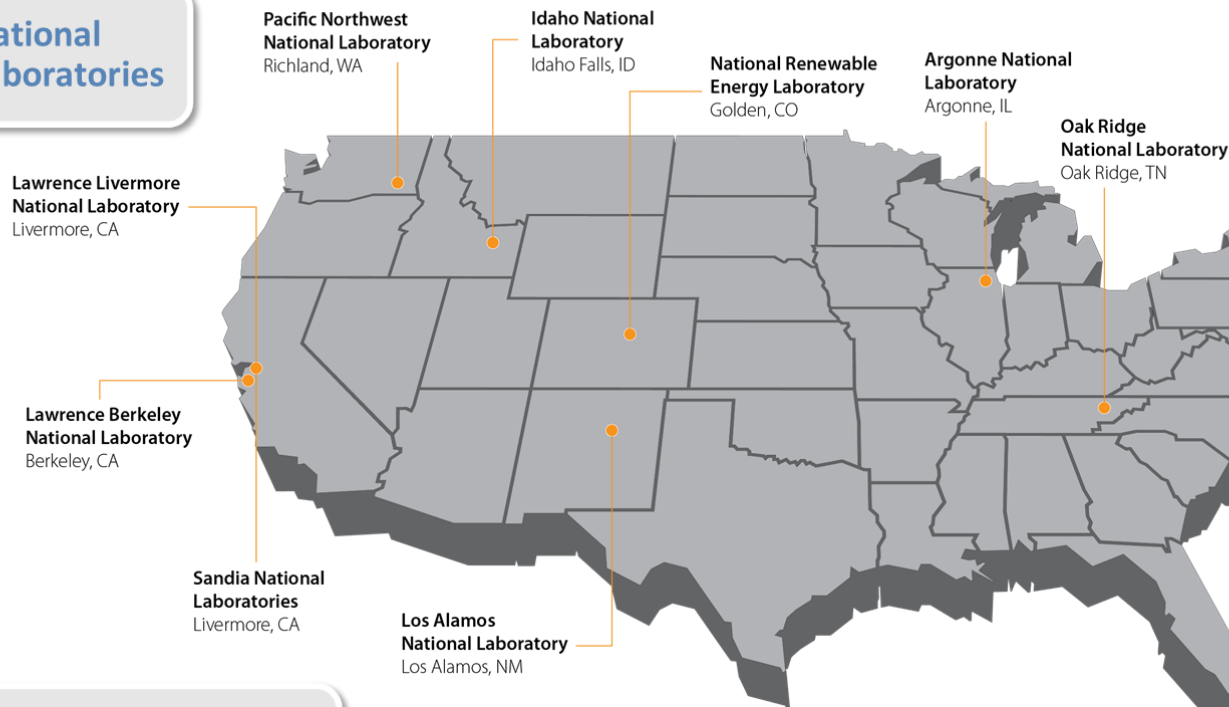 ational
boratories
Pacific Northwest
National Laboratory
Richland, WA
Idaho National
Laboratory
Idaho Falls, ID
National Renewable
Energy Laboratory
Golden, CO
Argonne National
Laboratory
Argonne, IL
Oak Ridge
National Laboratory
Oak Ridge, TN
Lawrence Livermore
National Laboratory
Livermore, CA
Lawrence Berkeley
National Laboratory
Berkeley, CA
Sandia National
Laboratories
Livermore, CA
Los Alamos
National Laboratory
Los Alamos, NM